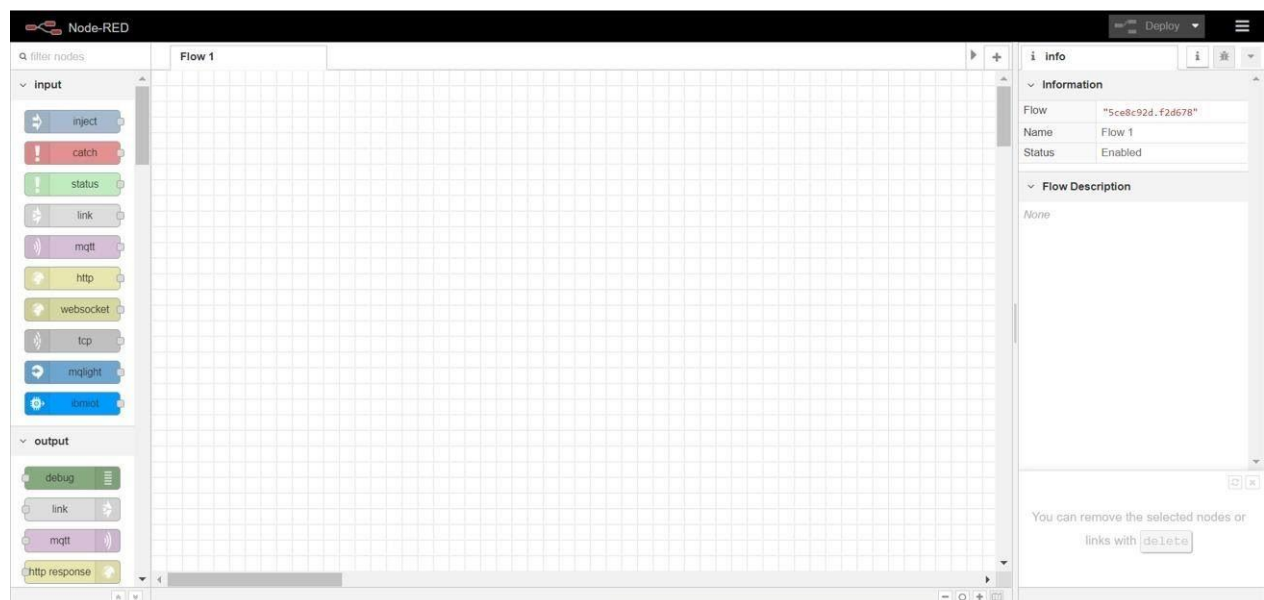 Node-RED
Deploy
filter nodes
Flow 1
i info
i
input
inject
catch
status
link
mqtt
http
websocket
tcp
mqlight
ibmiot
output
debug
link
mqtt
http response
Information
Flow "5ce8c92d.f2d678"
Name Flow 1
Status Enabled
Flow Description
None
You can remove the selected nodes or
links with delete